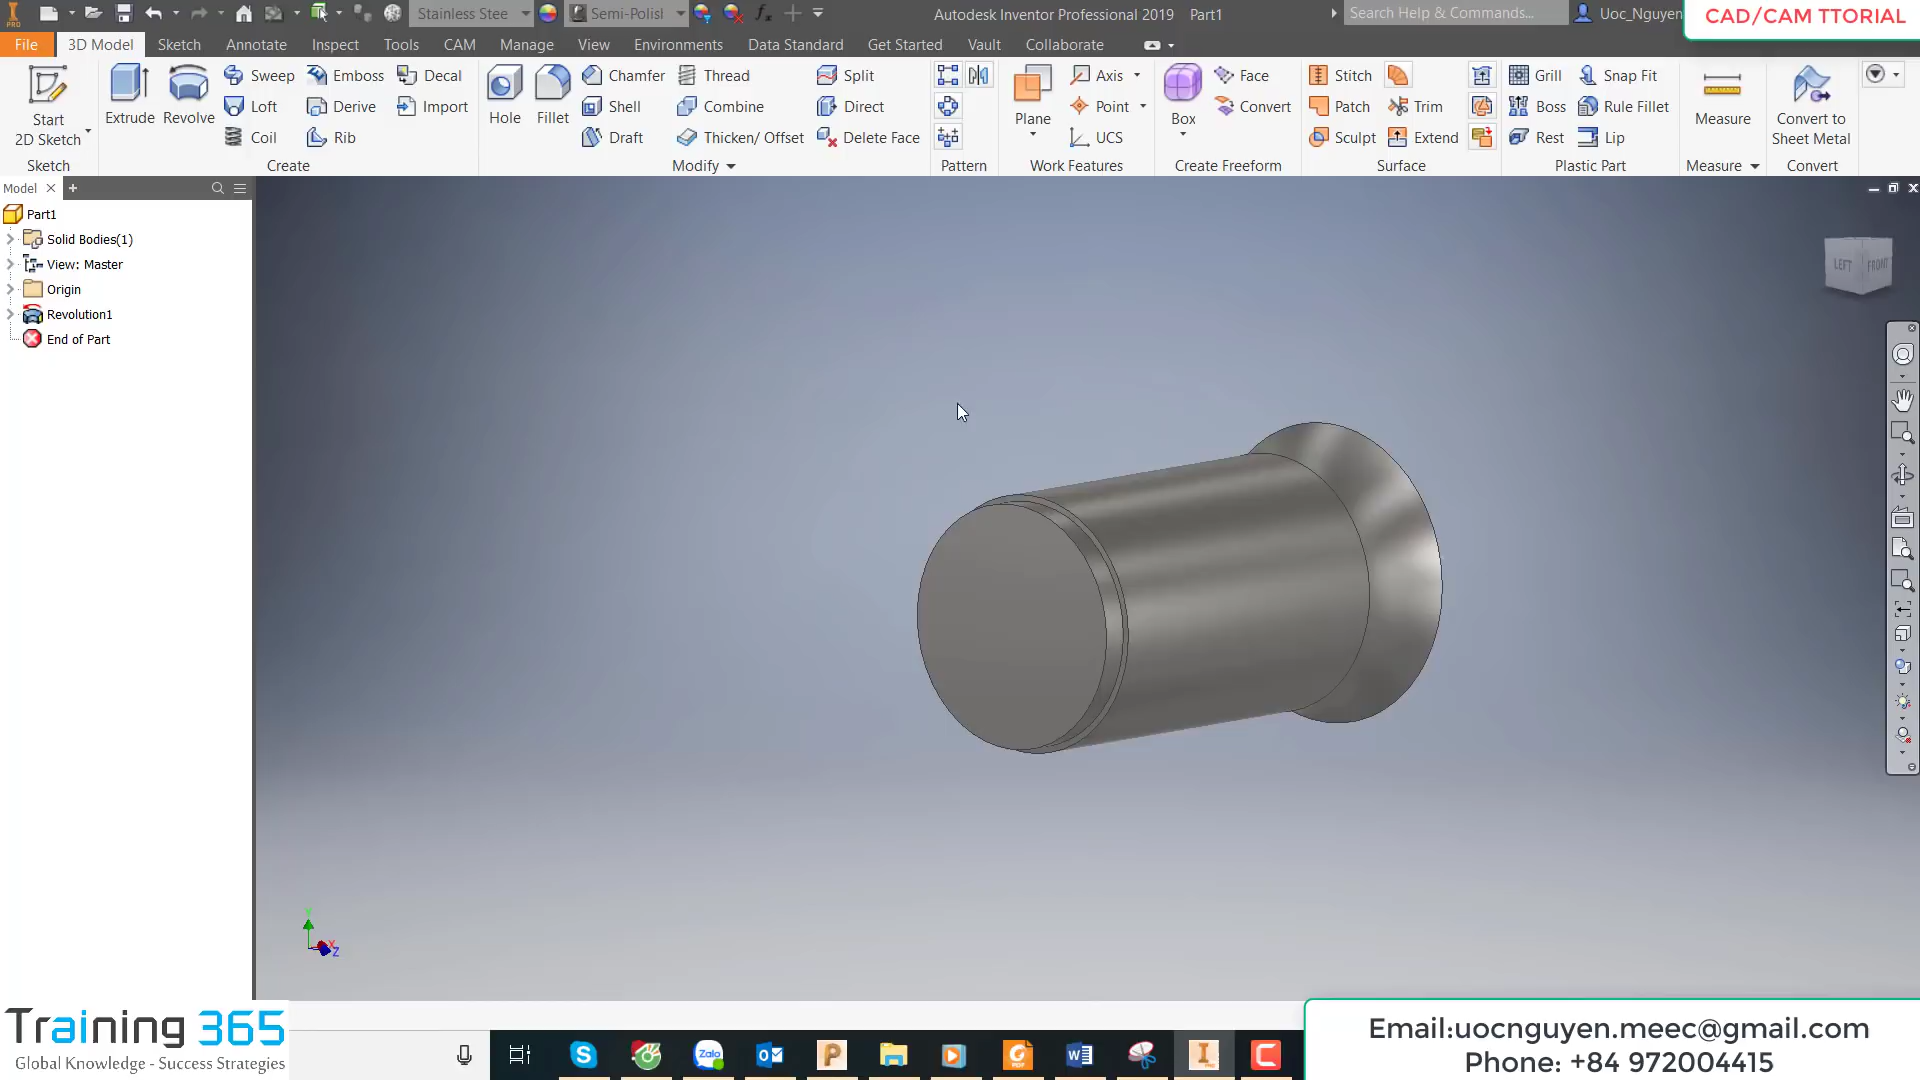 Stainless Stee
Semi-Polisl
Autodesk Inventor Professional 2019 Part1
Search Help & Commands...
Uoc_Nguyen
CAD/CAM TTORIAL
File 3D Model Sketch Annotate Inspect Tools CAM Manage View Environments Data Standard Get Started Vault Collaborate
Start
2D Sketch
Sketch
Extrude
Revolve
Sweep
Loft
Coil
Emboss
Derive
Rib
Decal
Import
Create
Hole
Fillet
Chamfer
Shell
Draft
Thread
Combine
Thicken/ Offset
Split
Direct
Delete Face
Modify
Pattern
Plane
Axis
Point
UCS
Work Features
Box
Face
Convert
Create Freeform
Stitch
Patch
Sculpt
Trim
Extend
Surface
Grill
Boss
Rest
Snap Fit
Rule Fillet
Lip
Plastic Part
Measure
Measure
Convert to
Sheet Metal
Convert
Model
Part1
Solid Bodies(1)
View: Master
Origin
Revolution1
End of Part
LEFT
FRONT
Y
X
Z
Training 365
Global Knowledge - Success Strategies
Zalo
Email:uocnguyen.meec@gmail.com
Phone: +84 972004415